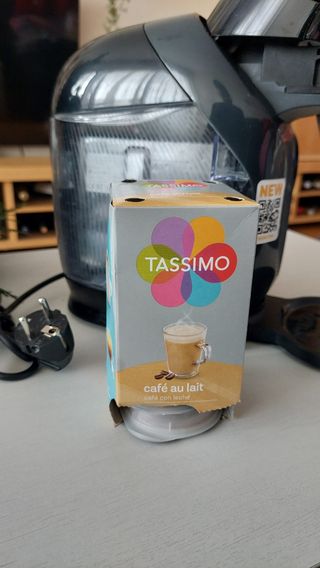 TASSIMO
café au lait
café con leche
NEW